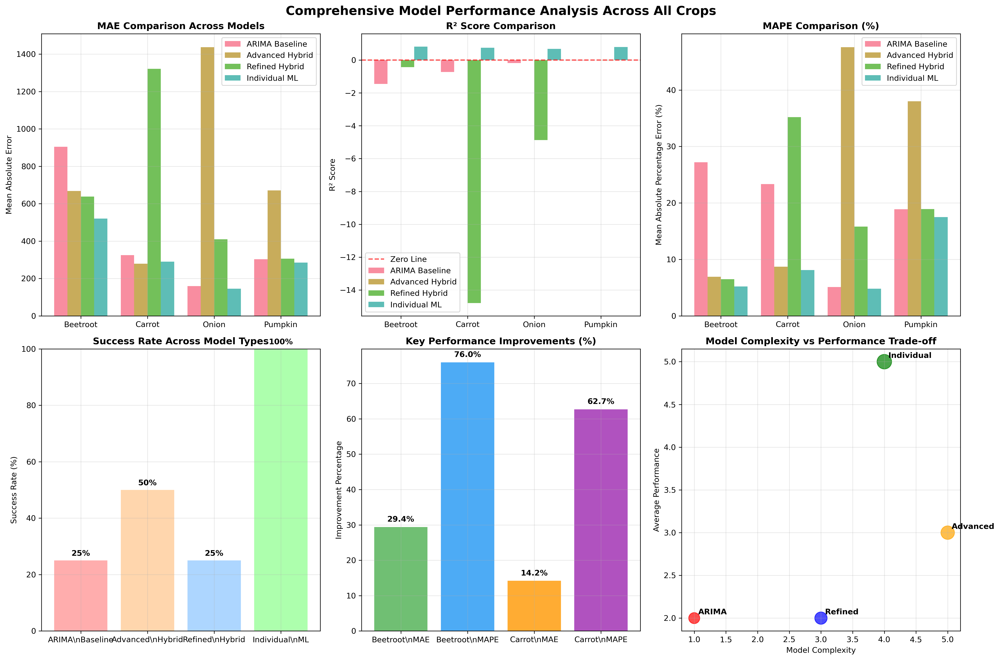 Comprehensive Model Performance Analysis Across All Crops
MAE Comparison Across Models
Mean Absolute Error
1400
1200
1000
800
600
400
200
0
ARIMA Baseline
Advanced Hybrid
Refined Hybrid
Individual ML
Beetroot Carrot Onion Pumpkin
R² Score Comparison
R² Score
0
−2
−4
−6
−8
−10
−12
−14
Zero Line
ARIMA Baseline
Advanced Hybrid
Refined Hybrid
Individual ML
Beetroot Carrot Onion Pumpkin
MAPE Comparison (%)
Mean Absolute Percentage Error (%)
40
30
20
10
0
ARIMA Baseline
Advanced Hybrid
Refined Hybrid
Individual ML
Beetroot Carrot Onion Pumpkin
Success Rate Across Model Types
100%
Success Rate (%)
100
80
60
40
20
0
25%
50%
25%
ARIMA\nBaseline Advanced\nHybrid Refined\nHybrid Individual\nML
Key Performance Improvements (%)
Improvement Percentage
70
60
50
40
30
20
10
0
29.4%
76.0%
14.2%
62.7%
Beetroot\nMAE Beetroot\nMAPE Carrot\nMAE Carrot\nMAPE
Model Complexity vs Performance Trade-off
Average Performance
5.0
4.5
4.0
3.5
3.0
2.5
2.0
Individual
Advanced
ARIMA
Refined
1.0 1.5 2.0 2.5 3.0 3.5 4.0 4.5 5.0
Model Complexity